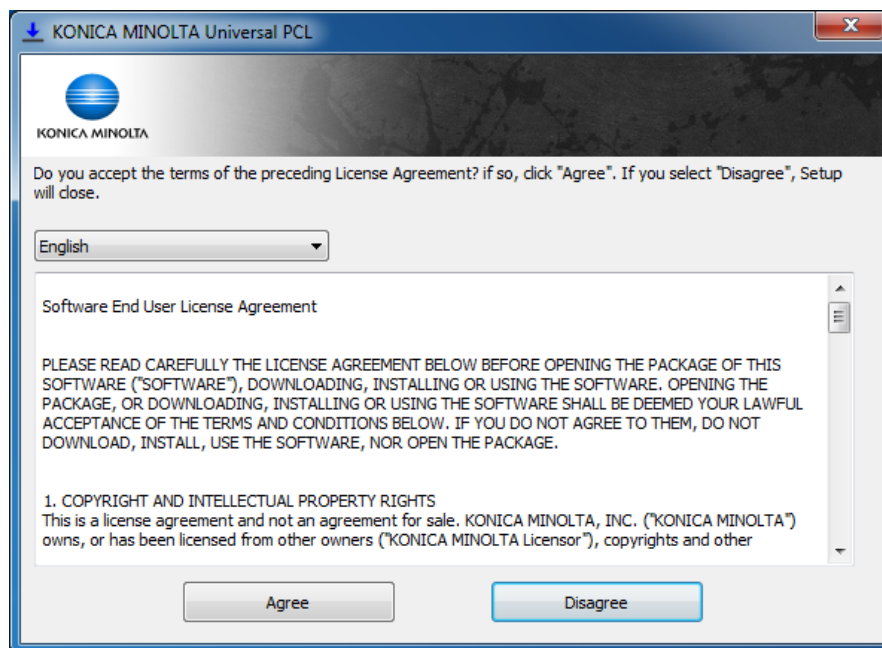 KONICA MINOLTA Universal PCL
KONICA MINOLTA
Do you accept the terms of the preceding License Agreement? if so, click "Agree". If you select "Disagree", Setup
will close.
English
Software End User License Agreement
PLEASE READ CAREFULLY THE LICENSE AGREEMENT BELOW BEFORE OPENING THE PACKAGE OF THIS
SOFTWARE ("SOFTWARE"), DOWNLOADING, INSTALLING OR USING THE SOFTWARE. OPENING THE
PACKAGE, OR DOWNLOADING, INSTALLING OR USING THE SOFTWARE SHALL BE DEEMED YOUR LAWFUL
ACCEPTANCE OF THE TERMS AND CONDITIONS BELOW. IF YOU DO NOT AGREE TO THEM, DO NOT
DOWNLOAD, INSTALL, USE THE SOFTWARE, NOR OPEN THE PACKAGE.
1. COPYRIGHT AND INTELLECTUAL PROPERTY RIGHTS
This is a license agreement and not an agreement for sale. KONICA MINOLTA, INC. ("KONICA MINOLTA")
owns, or has been licensed from other owners ("KONICA MINOLTA Licensor"), copyrights and other
Agree
Disagree